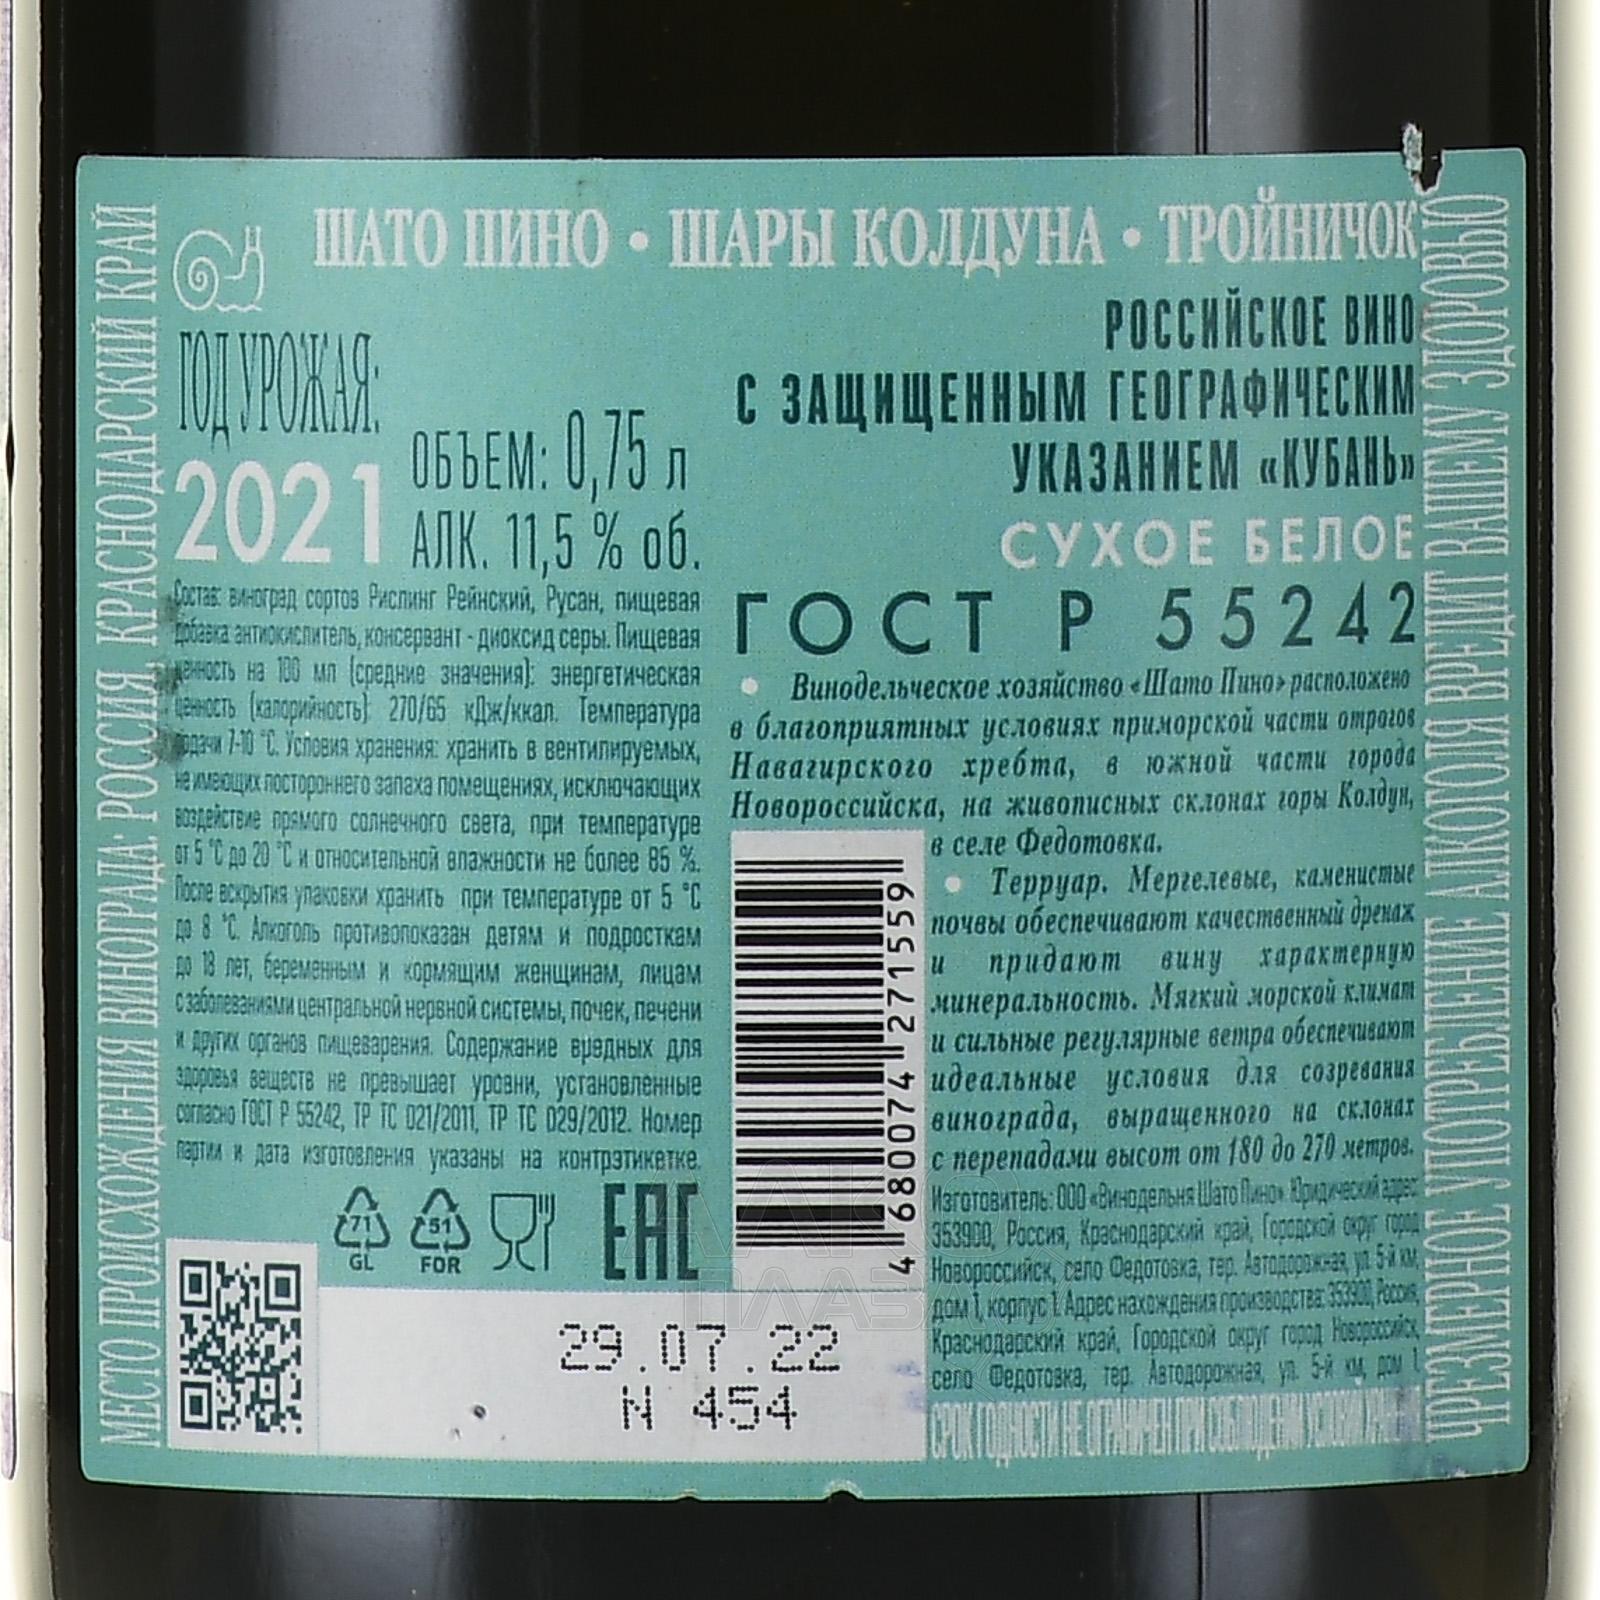 ШАТО ПИНО • ШАРЫ КОЛДУНА • ТРОЙНИЧОК
МЕСТО ПРОИСХОЖДЕНИЯ ВИНОГРАДА: РОССИЯ, КРАСНОДАРСКИЙ КРАЙ
ГОД УРОЖАЯ:
2021
ОБЪЕМ: 0,75 л
АЛК. 11,5 % об.
Состав: виноград сортов Рислинг Рейнский, Русан, пищевая
добавка антиокислитель, консервант - диоксид серы. Пищевая
ценность на 100 мл (средние значения): энергетическая
ценность (калорийность): 270/65 кДж/ккал. Температура
подачи 7-10 °С. Условия хранения: хранить в вентилируемых,
не имеющих постороннего запаха помещениях, исключающих
воздействие прямого солнечного света, при температуре
от 5 °С до 20 °С и относительной влажности не более 85 %.
После вскрытия упаковки хранить при температуре от 5 °С
до 8 °С. Алкоголь противопоказан детям и подросткам
до 18 лет, беременным и кормящим женщинам, лицам
с заболеваниями центральной нервной системы, почек, печени
и других органов пищеварения. Содержание вредных для
здоровья веществ не превышает уровни, установленные
согласно ГОСТ Р 55242, ТР ТС 021/2011, ТР ТС 029/2012. Номер
партии и дата изготовления указаны на контрэтикетке.
71
GL
51
FOR
EAC
29.07.22
N 454
РОССИЙСКОЕ ВИНО
С ЗАЩИЩЕННЫМ ГЕОГРАФИЧЕСКИМ
УКАЗАНИЕМ «КУБАНЬ»
СУХОЕ БЕЛОЕ
ГОСТ Р 55242
• Винодельческое хозяйство «Шато Пино» расположено
в благоприятных условиях приморской части отрогов
Навагирского хребта, в южной части города
Новороссийска, на живописных склонах горы Колдун,
в селе Федотовка.
• Терруар. Мергелевые, каменистые
почвы обеспечивают качественный дренаж
и придают вину характерную
минеральность. Мягкий морской климат
и сильные регулярные ветра обеспечивают
идеальные условия для созревания
винограда, выращенного на склонах
с перепадами высот от 180 до 270 метров.
4680074271559
Изготовитель: ООО «Винодельня Шато Пино». Юридический адрес:
353900, Россия, Краснодарский край, Городской округ город
Новороссийск, село Федотовка, тер. Автодорожная, ул. 5-й км,
дом 1, корпус 1 Адрес нахождения производства: 353900, Россия,
Краснодарский край, Городской округ город Новороссийск,
село Федотовка, тер. Автодорожная, ул. 5-й км, дом 1,
СРОК ГОДНОСТИ НЕ ОГРАНИЧЕН ПРИ СОБЛЮДЕНИИ УСЛОВИЙ
ЧРЕЗМЕРНОЕ УПОТРЕБЛЕНИЕ АЛКОГОЛЯ ВРЕДИТ ВАШЕМУ ЗДОРОВЬЮ
АЛКО
ПЛАЗА